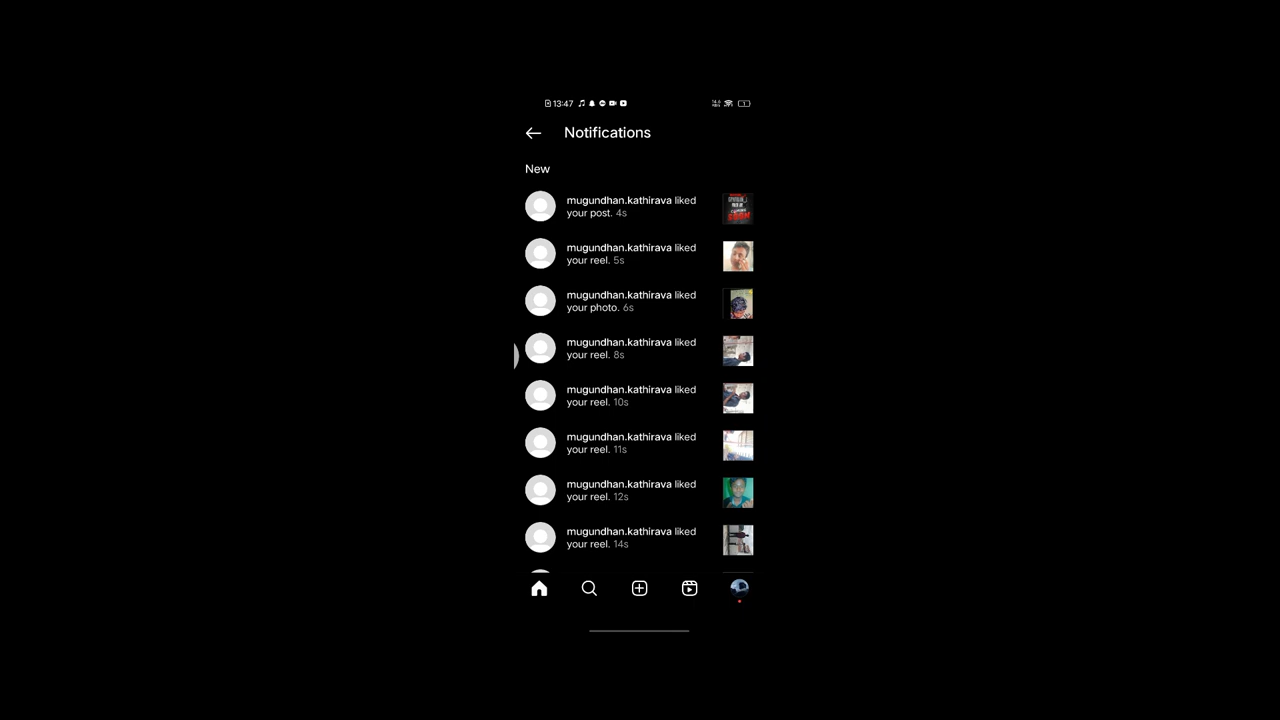 13:47
Notifications
New
mugundhan.kathirava liked
your post. 4s
mugundhan.kathirava liked
your reel. 5s
mugundhan.kathirava liked
your photo. 6s
mugundhan.kathirava liked
your reel. 8s
mugundhan.kathirava liked
your reel. 10s
mugundhan.kathirava liked
your reel. 11s
mugundhan.kathirava liked
your reel. 12s
mugundhan.kathirava liked
your reel. 14s